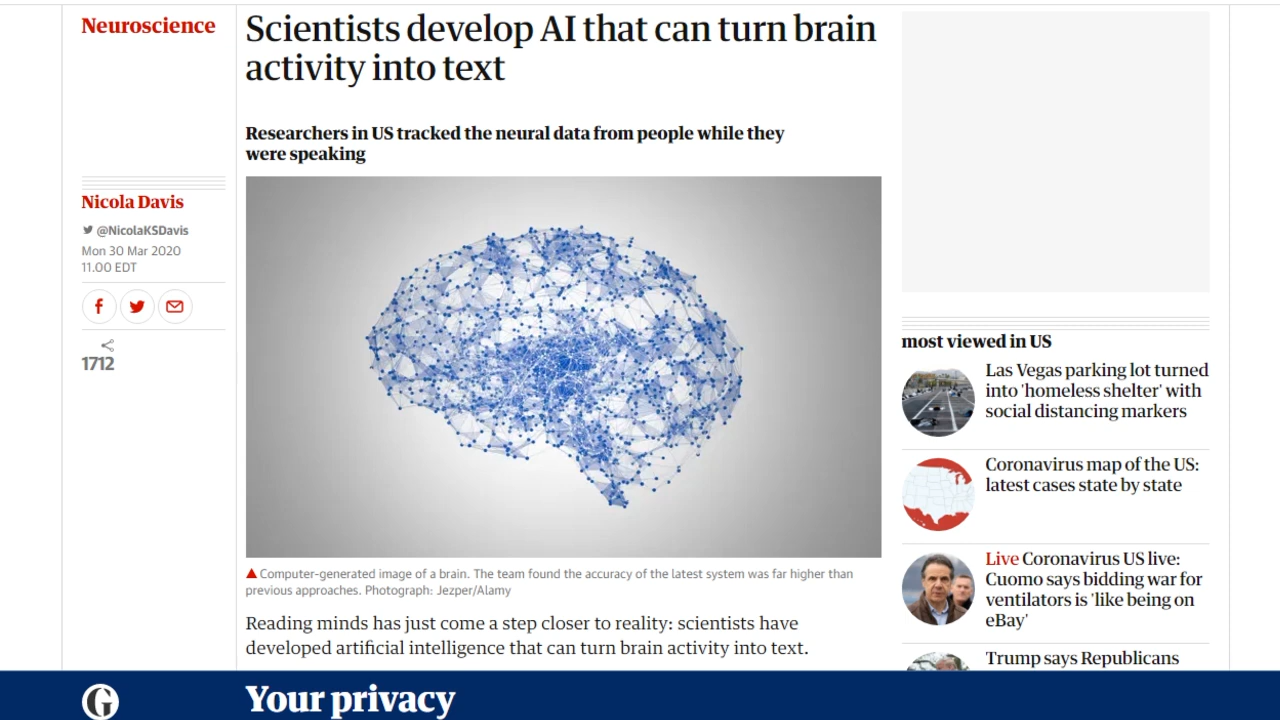 Neuroscience
Scientists develop AI that can turn brain
activity into text
Researchers in US tracked the neural data from people while they
were speaking
Nicola Davis
@NicolaKSDavis
Mon 30 Mar 2020
11.00 EDT
1712
Computer-generated image of a brain. The team found the accuracy of the latest system was far higher than
previous approaches. Photograph: Jezper/Alamy
Reading minds has just come a step closer to reality: scientists have
developed artificial intelligence that can turn brain activity into text.
most viewed in US
Las Vegas parking lot turned
into 'homeless shelter' with
social distancing markers
Coronavirus map of the US:
latest cases state by state
Live Coronavirus US live:
Cuomo says bidding war for
ventilators is 'like being on
eBay'
Trump says Republicans
G
Your privacy